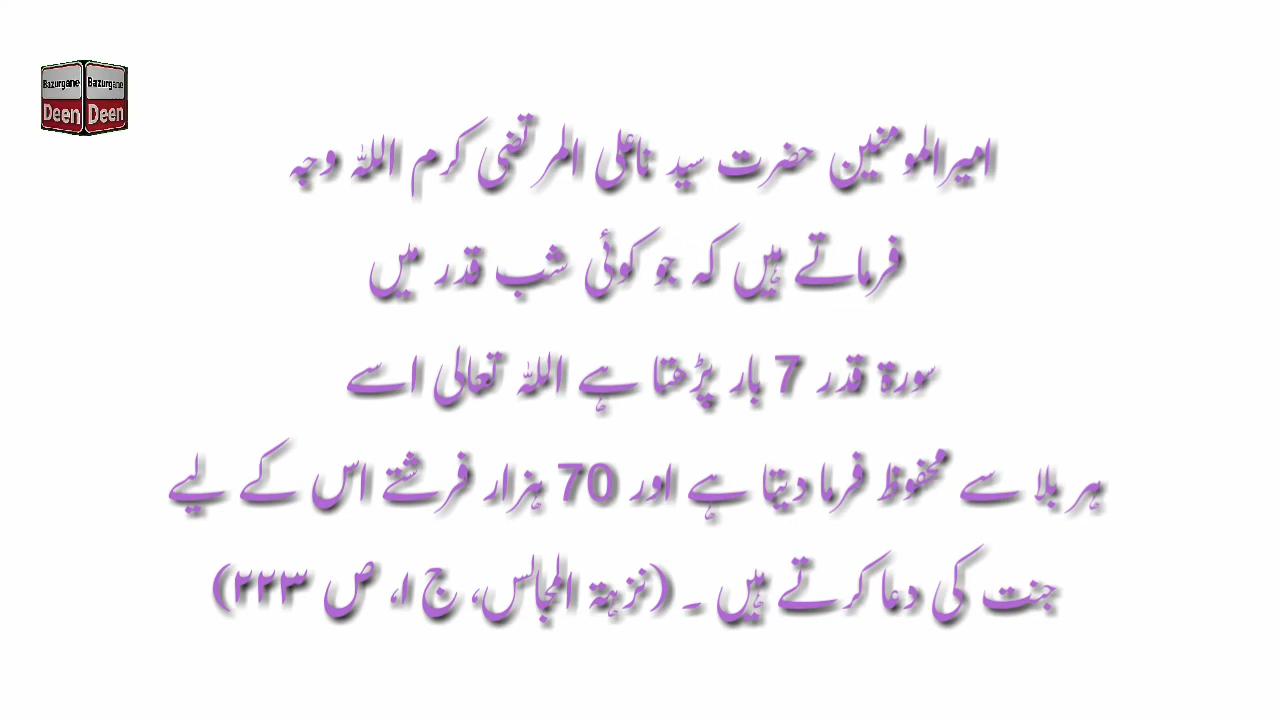 Bazurgane Bazurgane
Deen Deen
امیرالمومنین حضرت سید ناعلی المرتضی کرم اللہ وجہ
فرماتے ہیں کہ جو کوئی شب قدر میں
سورۃ قدر 7 بار پڑھتا ہے اللہ تعالی اسے
ہر بلا سے محفوظ فرما دیتا ہے اور 70 ہزار فرشتے اس کے لیے
جنت کی دعا کرتے ہیں ۔ (نزہۃ المجالس، ج ۱، ص ۲۲۳)